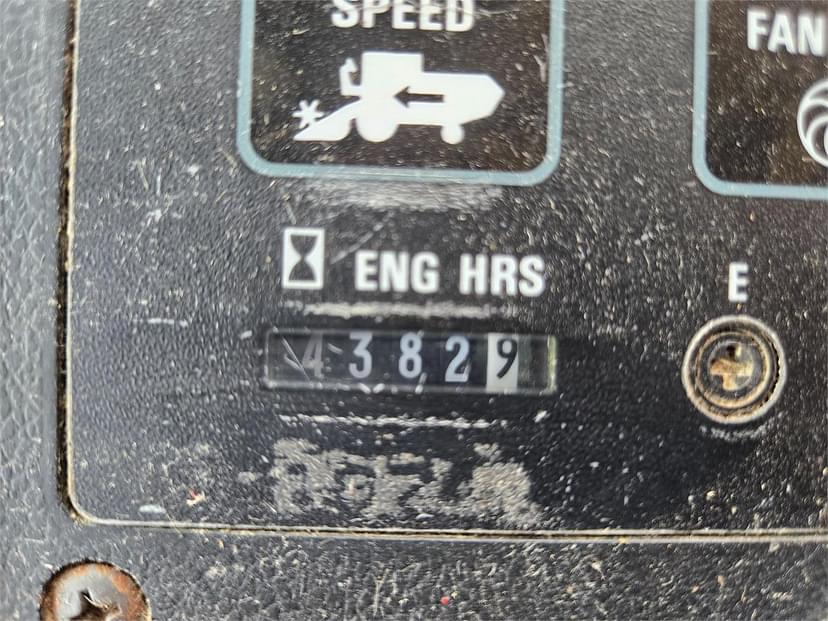 SPEED
FAN
ENG HRS
E
43829